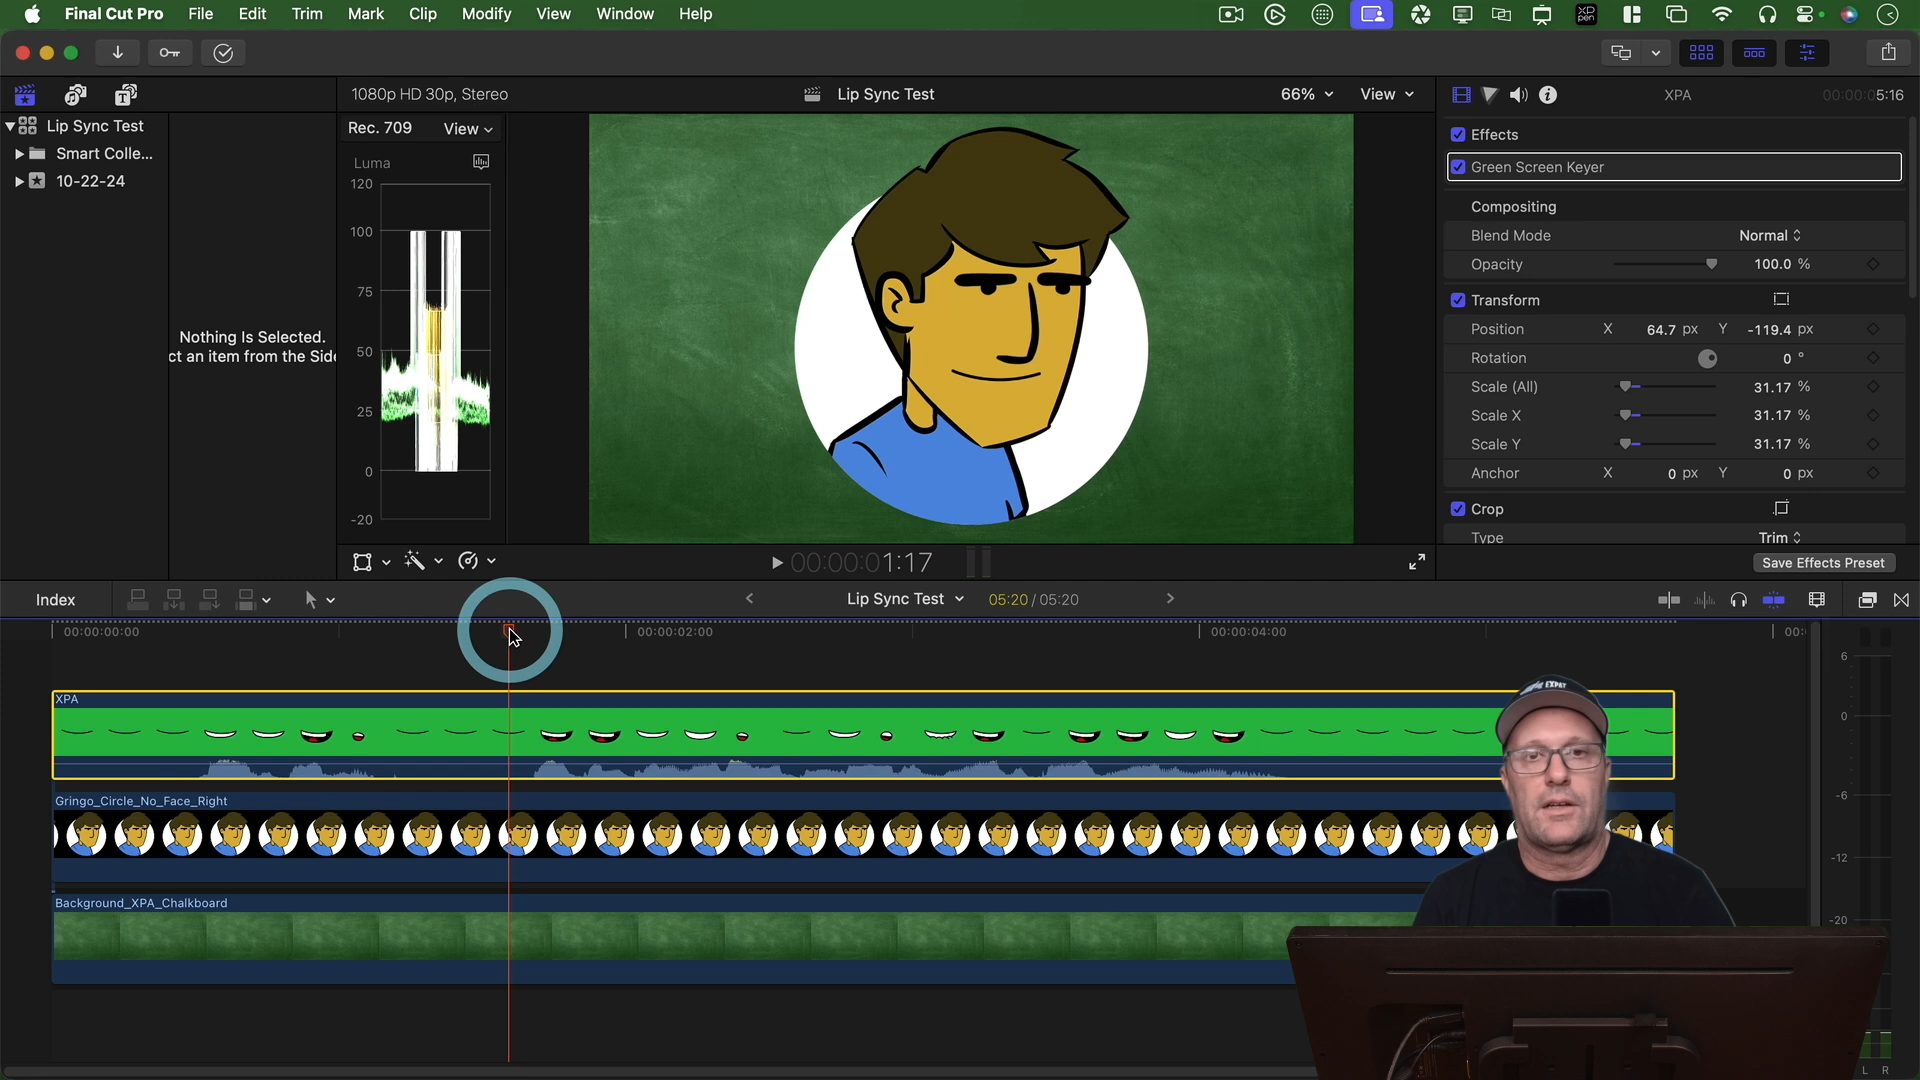 Final Cut Pro File Edit Trim Mark Clip Modify View Window Help
XP pen
1080p HD 30p, Stereo
Lip Sync Test
66%
View
XPA
00:00:05:16
Lip Sync Test
Smart Colle...
10-22-24
Nothing Is Selected.
ct an item from the Side
Rec. 709
View
Luma
120
100
75
50
25
0
-20
Effects
Green Screen Keyer
Compositing
Blend Mode Normal
Opacity 100.0 %
Transform
Position X 64.7 px Y -119.4 px
Rotation 0 °
Scale (All) 31.17 %
Scale X 31.17 %
Scale Y 31.17 %
Anchor X 0 px Y 0 px
Crop
Type Trim
Save Effects Preset
00:00:01:17
Index
Lip Sync Test
05:20 / 05:20
00:00:00:00
00:00:02:00
00:00:04:00
00:0
XPA
Gringo_Circle_No_Face_Right
Background_XPA_Chalkboard
6
0
-6
-12
-20
L R
EXPAT